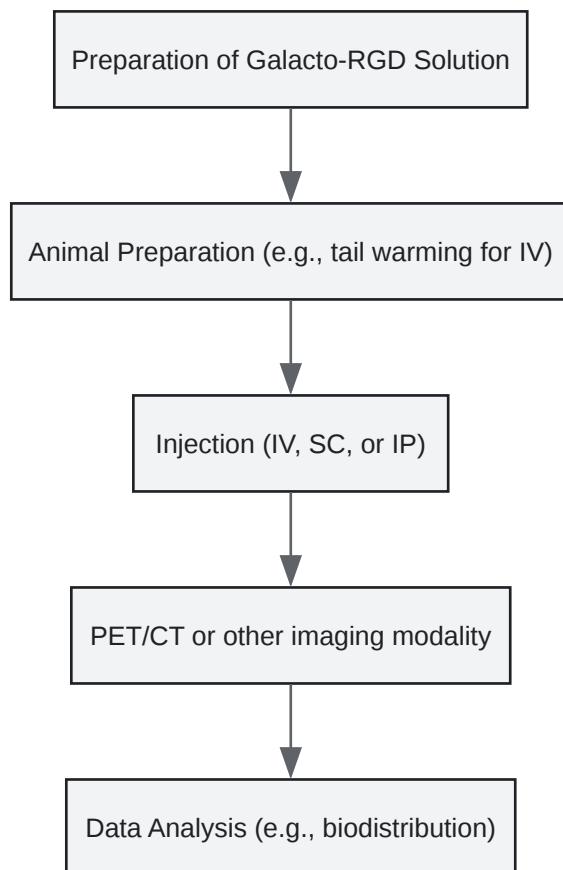 Preparation of Galacto-RGD Solution
Animal Preparation (e.g., tail warming for IV)
Injection (IV, SC, or IP)
PET/CT or other imaging modality
Data Analysis (e.g., biodistribution)